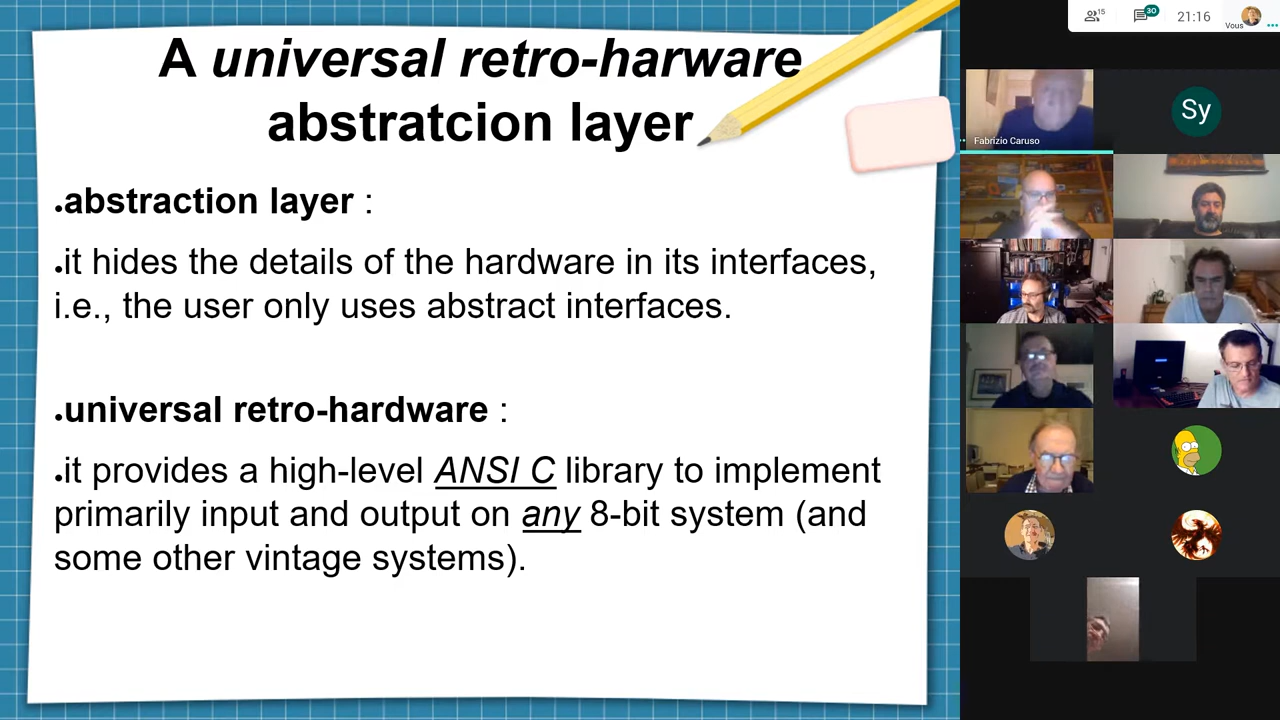 A universal retro-harware
abstratcion layer
.abstraction layer :
.it hides the details of the hardware in its interfaces,
i.e., the user only uses abstract interfaces.
.universal retro-hardware :
.it provides a high-level ANSI C library to implement
primarily input and output on any 8-bit system (and
some other vintage systems).
15
30
21:16
Vous
Fabrizio Caruso
Sy